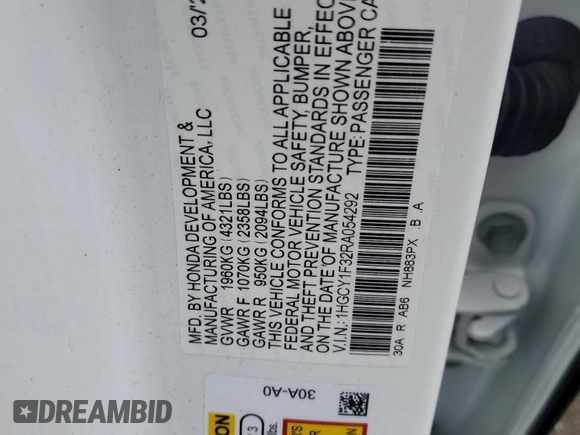 MFD. BY HONDA DEVELOPMENT &
MANUFACTURING OF AMERICA, LLC
03/
GVWR 1960KG (4321LBS)
GAWR F 1070KG (2358LBS)
GAWR R 950KG (2094LBS)
THIS VEHICLE CONFORMS TO ALL APPLICABLE
FEDERAL MOTOR VEHICLE SAFETY, BUMPER,
AND THEFT PREVENTION STANDARDS IN EFFEC
ON THE DATE OF MANUFACTURE SHOWN ABOVE
V.I.N.: 1HGCY1F32RA054292 TYPE: PASSENGER CA
30A R AB6 NH883PX B A
30A-A0
DREAMBID